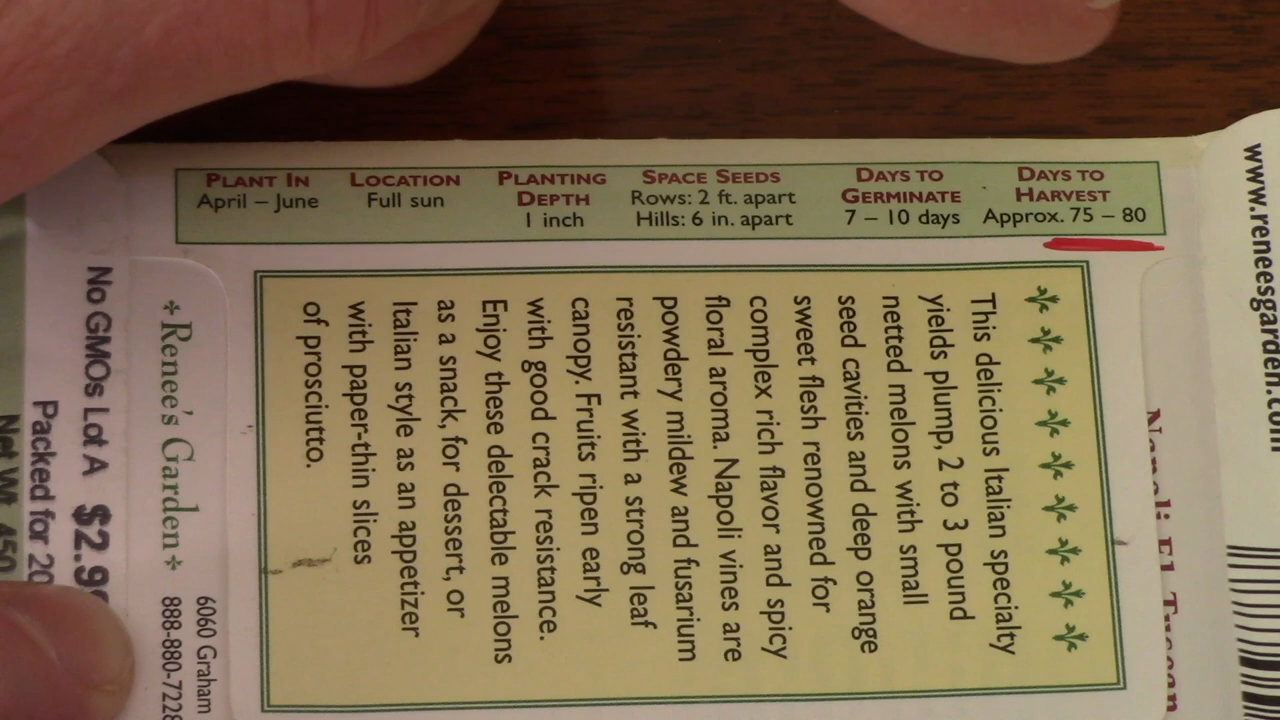 PLANT IN
April – June
LOCATION
Full sun
PLANTING
DEPTH
1 inch
SPACE SEEDS
Rows: 2 ft. apart
Hills: 6 in. apart
DAYS TO
GERMINATE
7 – 10 days
DAYS TO
HARVEST
Approx. 75 – 80
This delicious Italian specialty
yields plump, 2 to 3 pound
netted melons with small
seed cavities and deep orange
sweet flesh renowned for
complex rich flavor and spicy
floral aroma. Napoli vines are
powdery mildew and fusarium
resistant with a strong leaf
canopy. Fruits ripen early
with good crack resistance.
Enjoy these delectable melons
as a snack, for dessert, or
Italian style as an appetizer
with paper-thin slices
of prosciutto.
www.reneesgarden.com
Renee's Garden
6060 Graham
888-880-7228
No GMOs Lot A $2.9
Packed for 20
Net Wt. 450